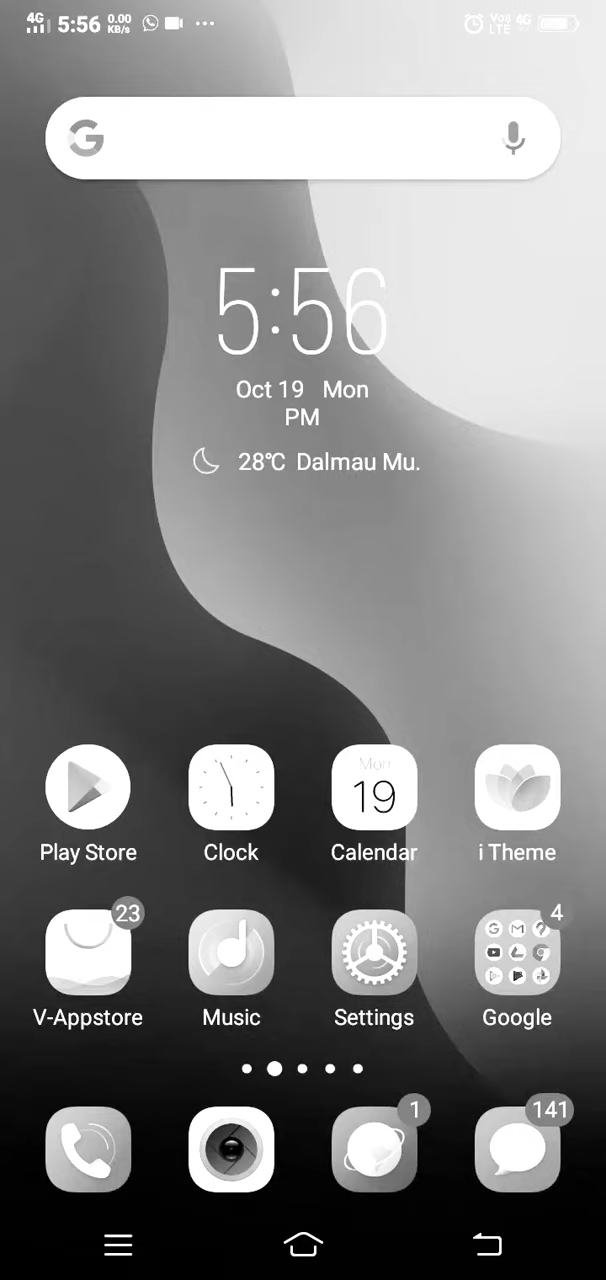 4G 5:56 0.00 KB/s ... Vo)) LTE 4G
5:56
Oct 19 Mon
PM
28°C Dalmau Mu.
Mon
19
Play Store Clock Calendar i Theme
23 4
V-Appstore Music Settings Google
1 141